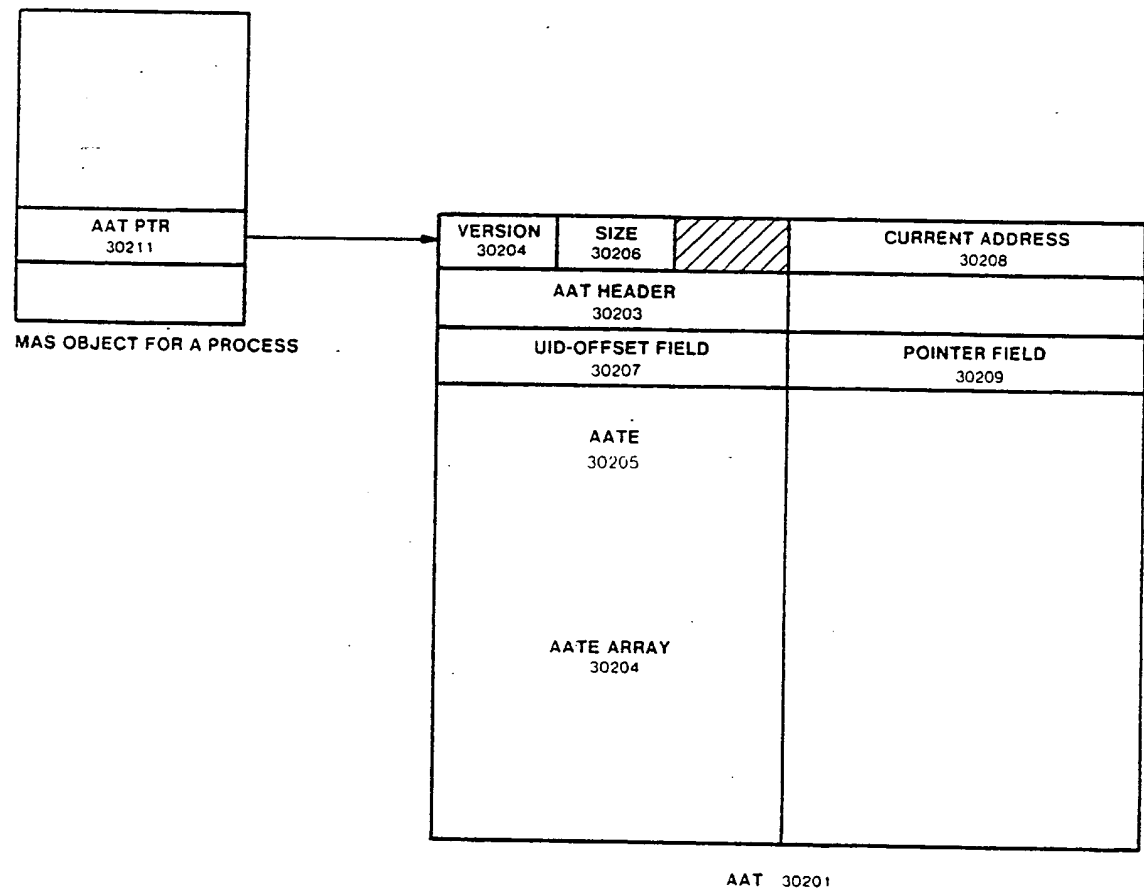 AAT PTR
30211
MAS OBJECT FOR A PROCESS
VERSION
30204
SIZE
30206
CURRENT ADDRESS
30208
AAT HEADER
30203
UID-OFFSET FIELD
30207
POINTER FIELD
30209
AATE
30205
AATE ARRAY
30204
AAT 30201